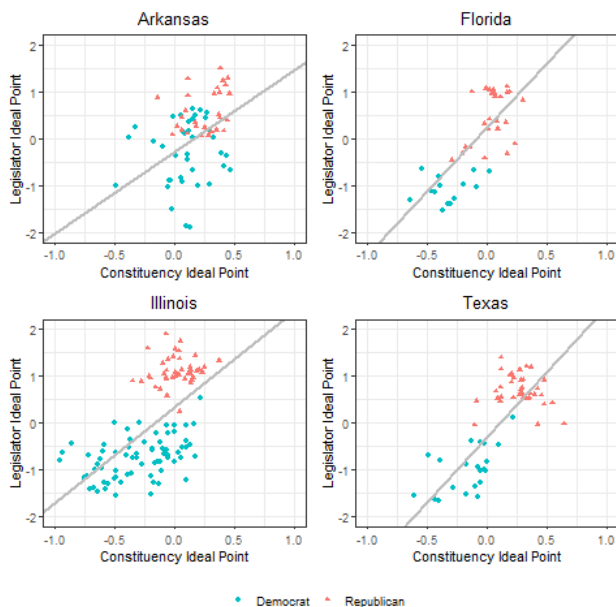 Arkansas
2
1
0
-1
-2
-1.0 -0.5 0.0 0.5 1.0
Constituency Ideal Point
Legislator Ideal Point
Florida
2
1
0
-1
-2
-1.0 -0.5 0.0 0.5 1.0
Constituency Ideal Point
Legislator Ideal Point
Illinois
2
1
0
-1
-2
-1.0 -0.5 0.0 0.5 1.0
Constituency Ideal Point
Legislator Ideal Point
Texas
2
1
0
-1
-2
-1.0 -0.5 0.0 0.5 1.0
Constituency Ideal Point
Legislator Ideal Point
Democrat Republican